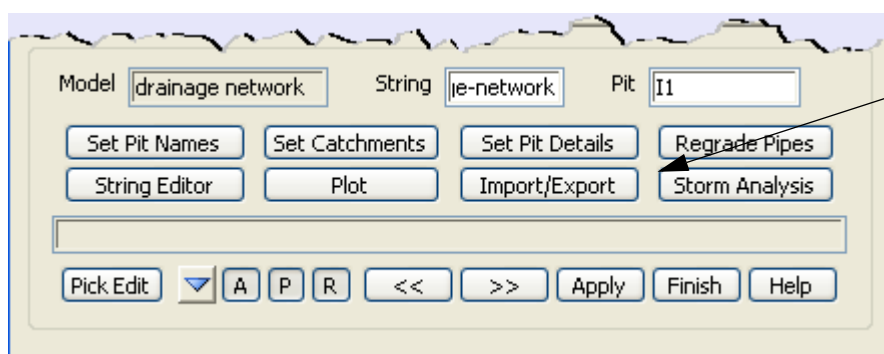 Model drainage network String ge-network Pit I1
Set Pit Names Set Catchments Set Pit Details Regrade Pipes
String Editor Plot Import/Export Storm Analysis
Pick Edit A P R << >> Apply Finish Help